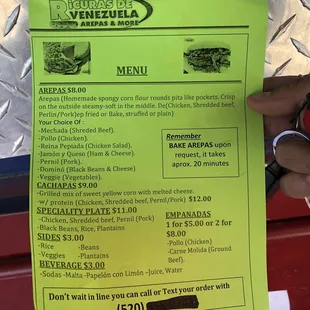 RICURAS DE
VENEZUELA
AREPAS & MORE
MENU
AREPAS $8.00
Arepas (Homemade spongy corn flour rounds pita like pockets. Crisp
on the outside steamy-soft in the middle. De(Chicken, Shredded beef,
Perlin/Pork)ep fried or Bake, struffed or plain)
Your Choice Of:
-Mechada (Shreded Beef).
-Pollo (Chicken).
-Reina Pepiada (Chicken Salad).
-Jamón y Queso (Ham & Cheese).
-Pernil (Pork).
-Dominó (Black Beans & Cheese)
-Veggie (Vegetables).
Remember
BAKE AREPAS upon
request, it takes
aprox. 20 minutes
CACHAPAS $9.00
-Grilled mix of sweet yellow corn with melted cheese.
-w/ protein (Chicken, Shredded beef, Pernil/Pork) $12.00
SPECIALITY PLATE $11.00
-Chicken, Shredded beef, Pernil (Pork)
-Black Beans, Rice, Plantains
SIDES $3.00
-Rice -Beans
-Veggies -Plantains
BEVERAGE $3.00
-Sodas -Malta -Papelón con Limón -Juice, Water
EMPANADAS
1 for $5.00 or 2 for
$8.00
-Pollo (Chicken)
-Carne Molida (Ground
Beef).
Don't wait in line you can call or Text your order with
(520)